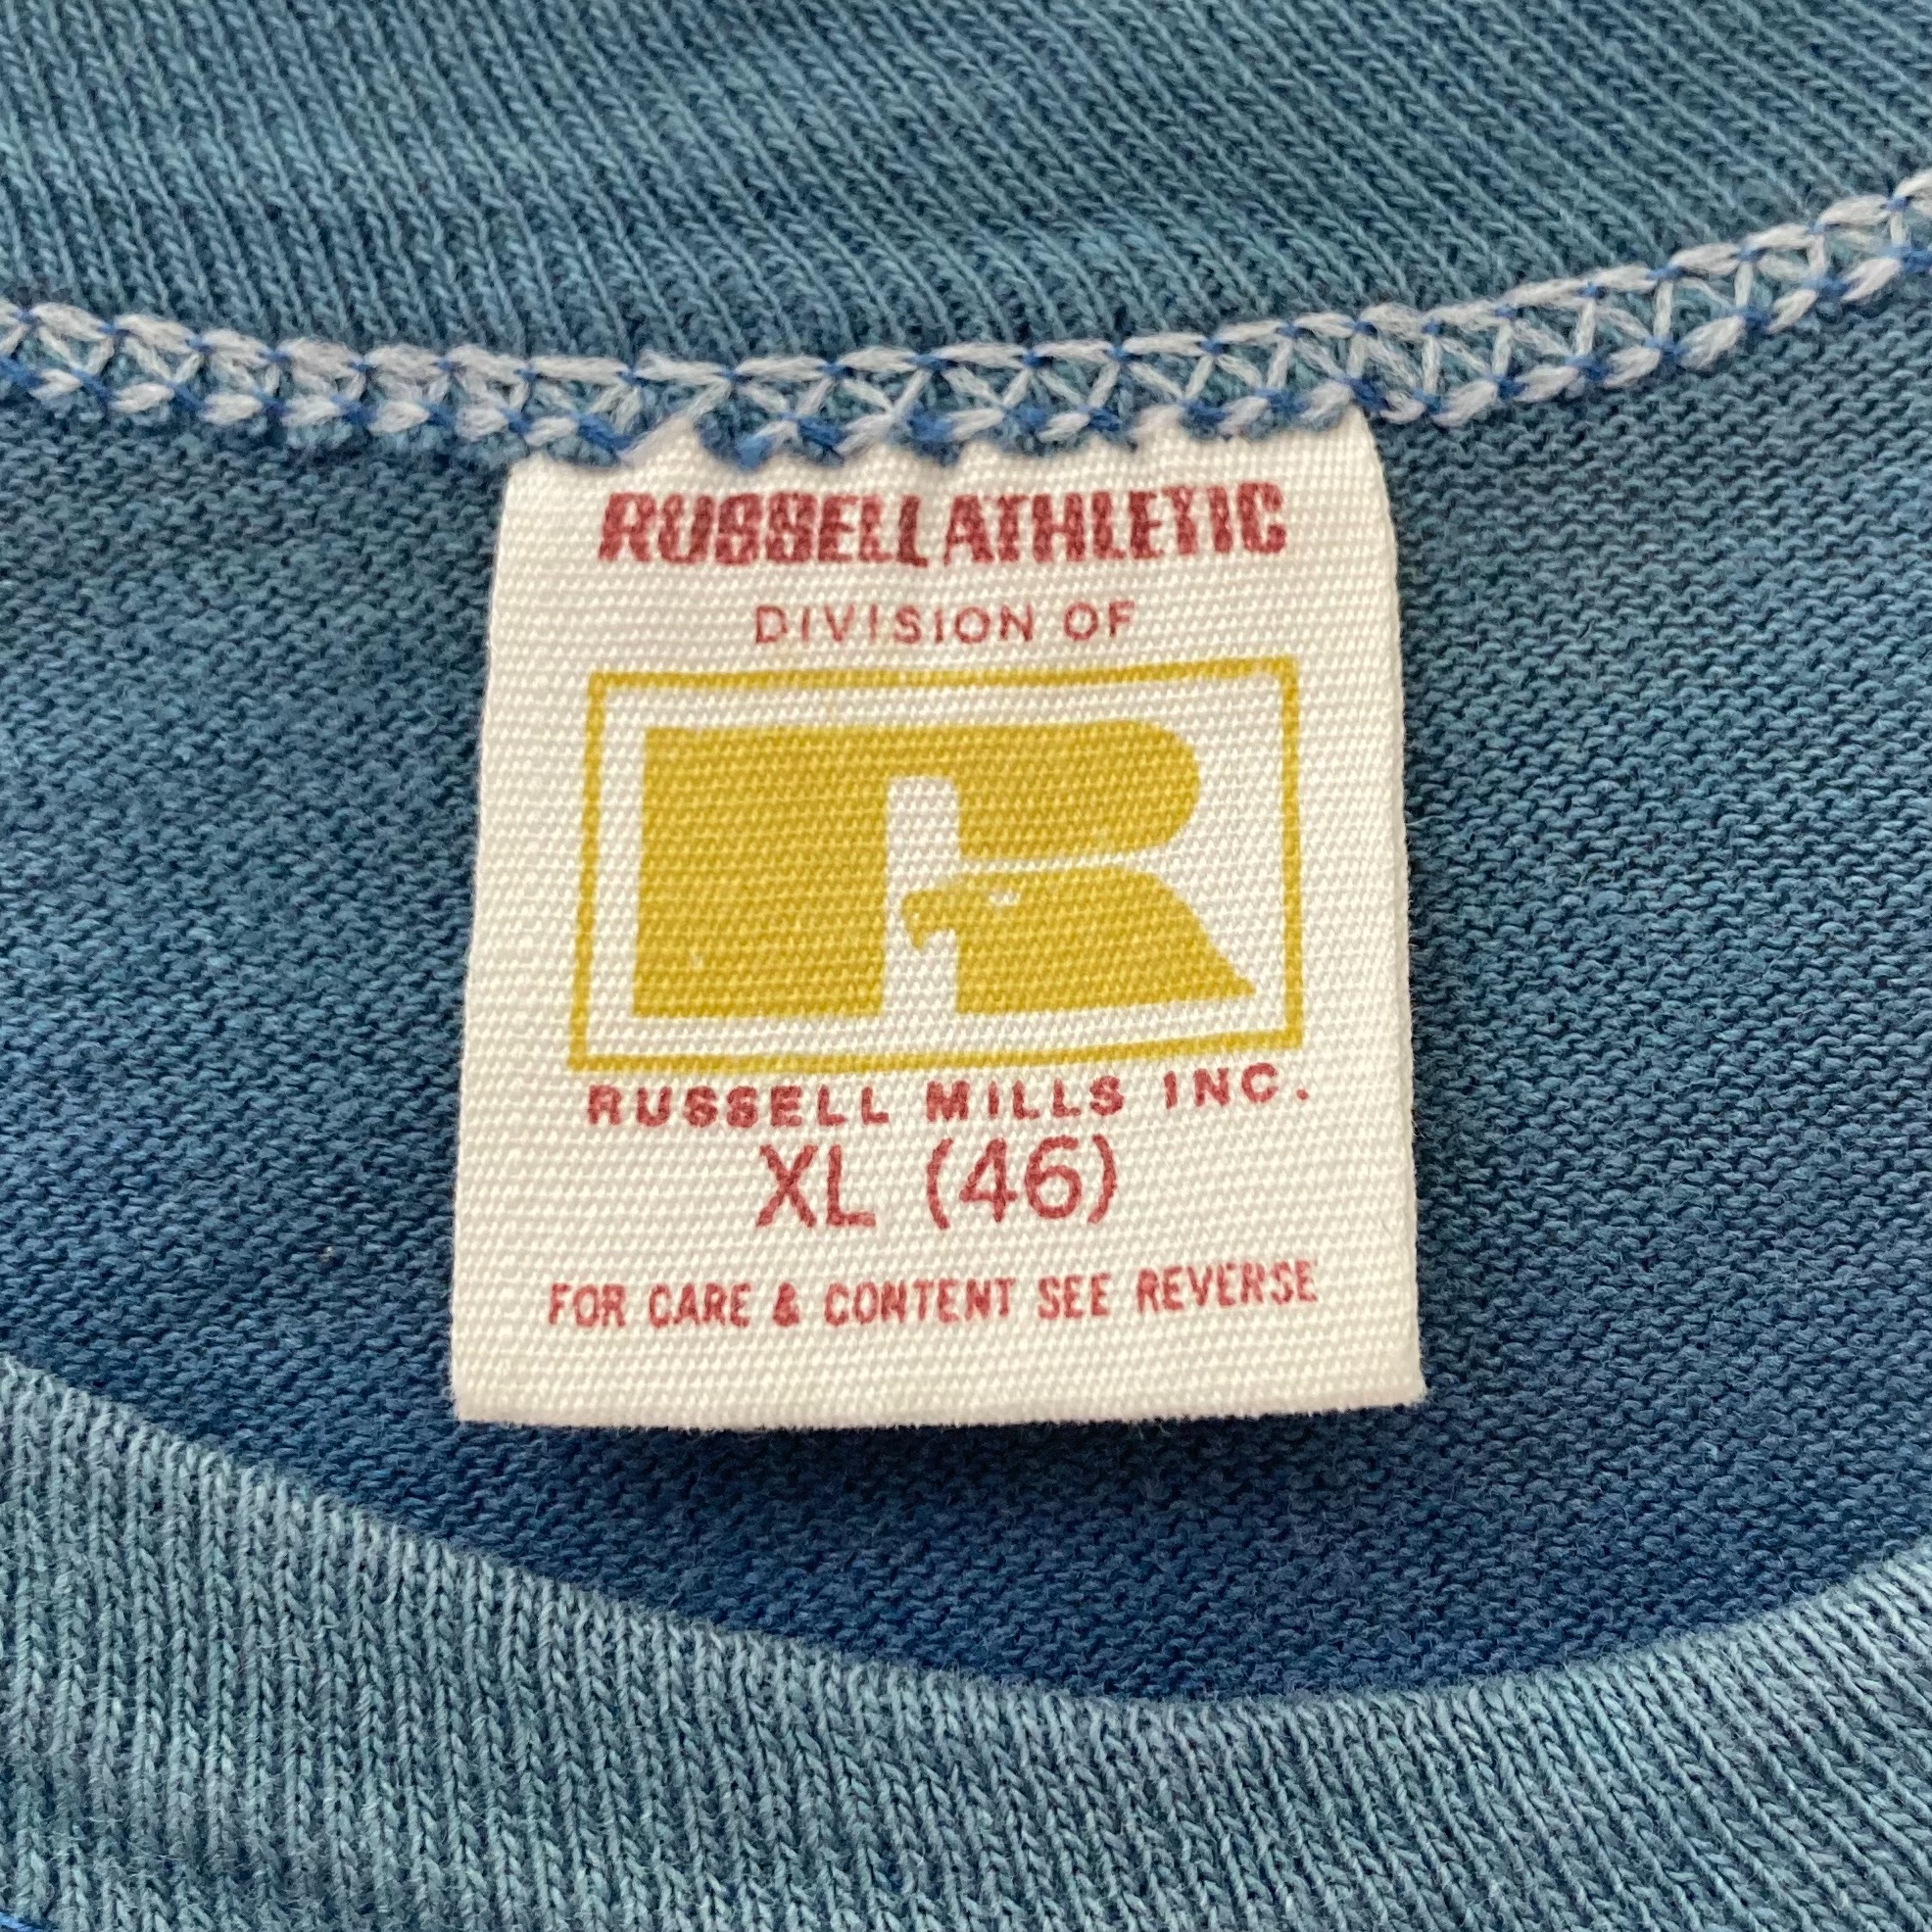 RUSSELL ATHLETIC
DIVISION OF
R
RUSSELL MILLS INC.
XL (46)
FOR CARE & CONTENT SEE REVERSE